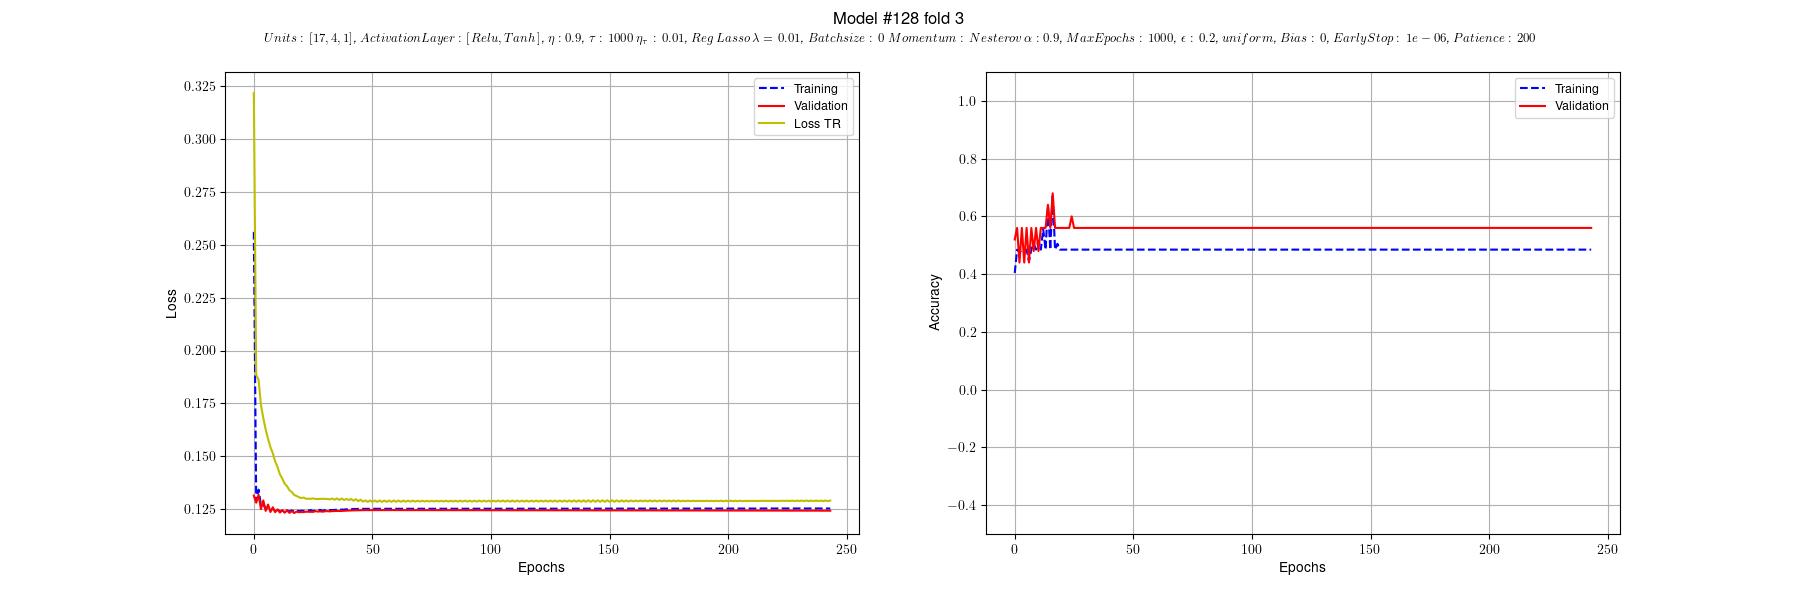 Model #128 fold 3
Units : [17, 4, 1], ActivationLayer : [Relu, Tanh], η : 0.9, τ : 1000 ητ : 0.01, Reg Lasso λ = 0.01, Batchsize : 0 Momentum : Nesterov α : 0.9, MaxEpochs : 1000, ϵ : 0.2, uniform, Bias : 0, EarlyStop : 1e − 06, Patience : 200
0.325
0.300
0.275
0.250
0.225
0.200
0.175
0.150
0.125
Loss
0 50 100 150 200 250
Epochs
Training
Validation
Loss TR
1.0
0.8
0.6
0.4
0.2
0.0
−0.2
−0.4
Accuracy
0 50 100 150 200 250
Epochs
Training
Validation